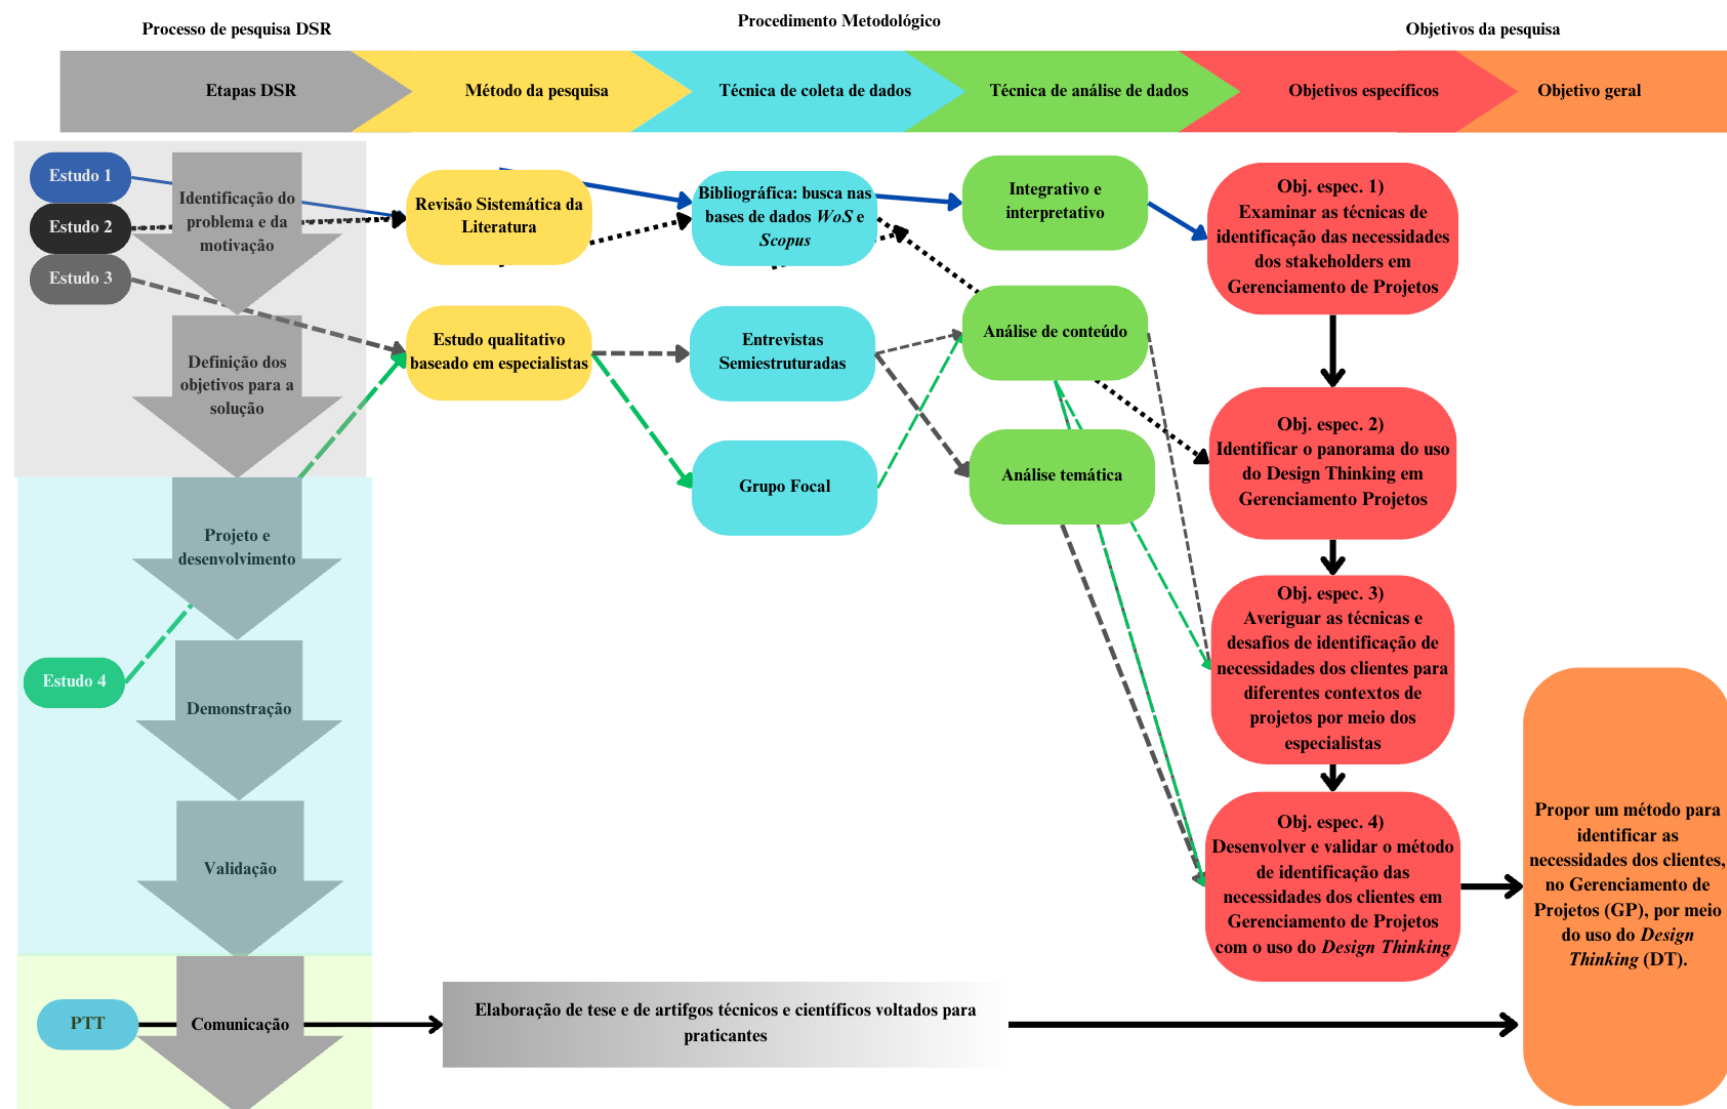 Processo de pesquisa DSR
Procedimento Metodológico
Objetivos da pesquisa
Etapas DSR
Método da pesquisa
Técnica de coleta de dados
Técnica de análise de dados
Objetivos específicos
Objetivo geral
Estudo 1
Estudo 2
Estudo 3
Identificação do
problema e da
motivação
Revisão Sistemática da
Literatura
Bibliográfica: busca nas
bases de dados WoS e
Scopus
Integrativo e
interpretativo
Obj. espec. 1)
Examinar as técnicas de
identificação das necessidades
dos stakeholders em
Gerenciamento de Projetos
Definição dos
objetivos para a
solução
Estudo qualitativo
baseado em especialistas
Entrevistas
Semiestruturadas
Análise de conteúdo
Grupo Focal
Análise temática
Obj. espec. 2)
Identificar o panorama do uso
do Design Thinking em
Gerenciamento Projetos
Projeto e
desenvolvimento
Obj. espec. 3)
Averiguar as técnicas e
desafios de identificação de
necessidades dos clientes para
diferentes contextos de
projetos por meio dos
especialistas
Estudo 4
Demonstração
Validação
Obj. espec. 4)
Desenvolver e validar o método
de identificação das
necessidades dos clientes em
Gerenciamento de Projetos
com o uso do Design Thinking
Propor um método para
identificar as
necessidades dos clientes,
no Gerenciamento de
Projetos (GP), por meio
do uso do Design
Thinking (DT).
PTT
Comunicação
Elaboração de tese e de artifgos técnicos e científicos voltados para
praticantes